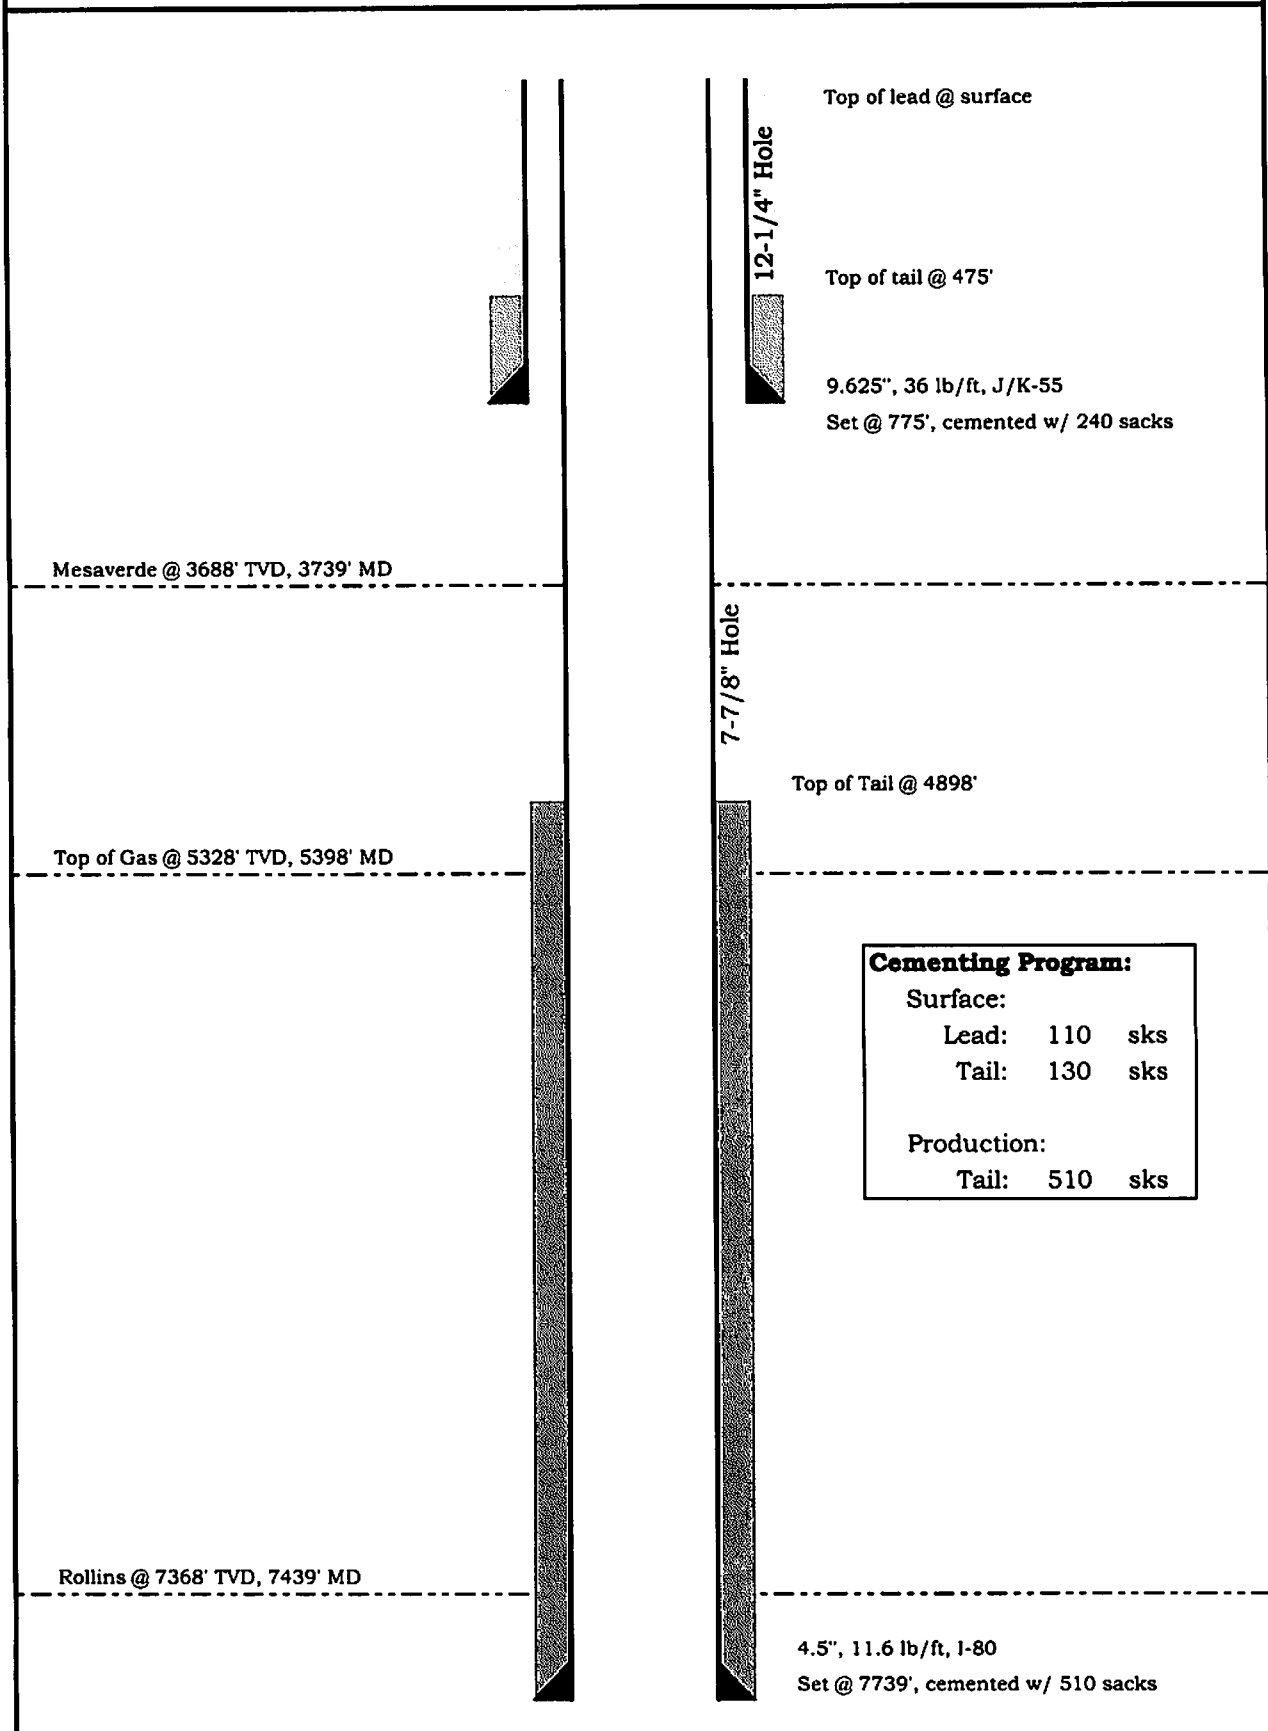 Top of lead @ surface
12-1/4" Hole
Top of tail @ 475'
9.625", 36 lb/ft, J/K-55
Set @ 775', cemented w/ 240 sacks
Mesaverde @ 3688' TVD, 3739' MD
7-7/8" Hole
Top of Tail @ 4898'
Top of Gas @ 5328' TVD, 5398' MD
Cementing Program:
Surface:
Lead: 110 sks
Tail: 130 sks
Production:
Tail: 510 sks
Rollins @ 7368' TVD, 7439' MD
4.5", 11.6 lb/ft, I-80
Set @ 7739', cemented w/ 510 sacks